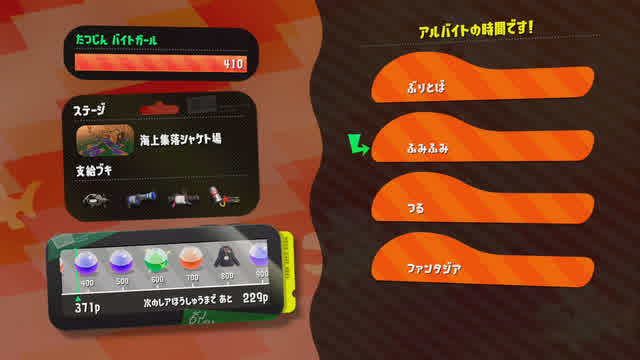 たつじん バイトガール
410
ステージ
海上集落シャケト場
支給ブキ
400 500 600 700 800 900
371p
次のレアほうしゅうまで あと 229p
アルバイトの時間です!
ぶりとば
ふみふみ
つる
ファンタジア